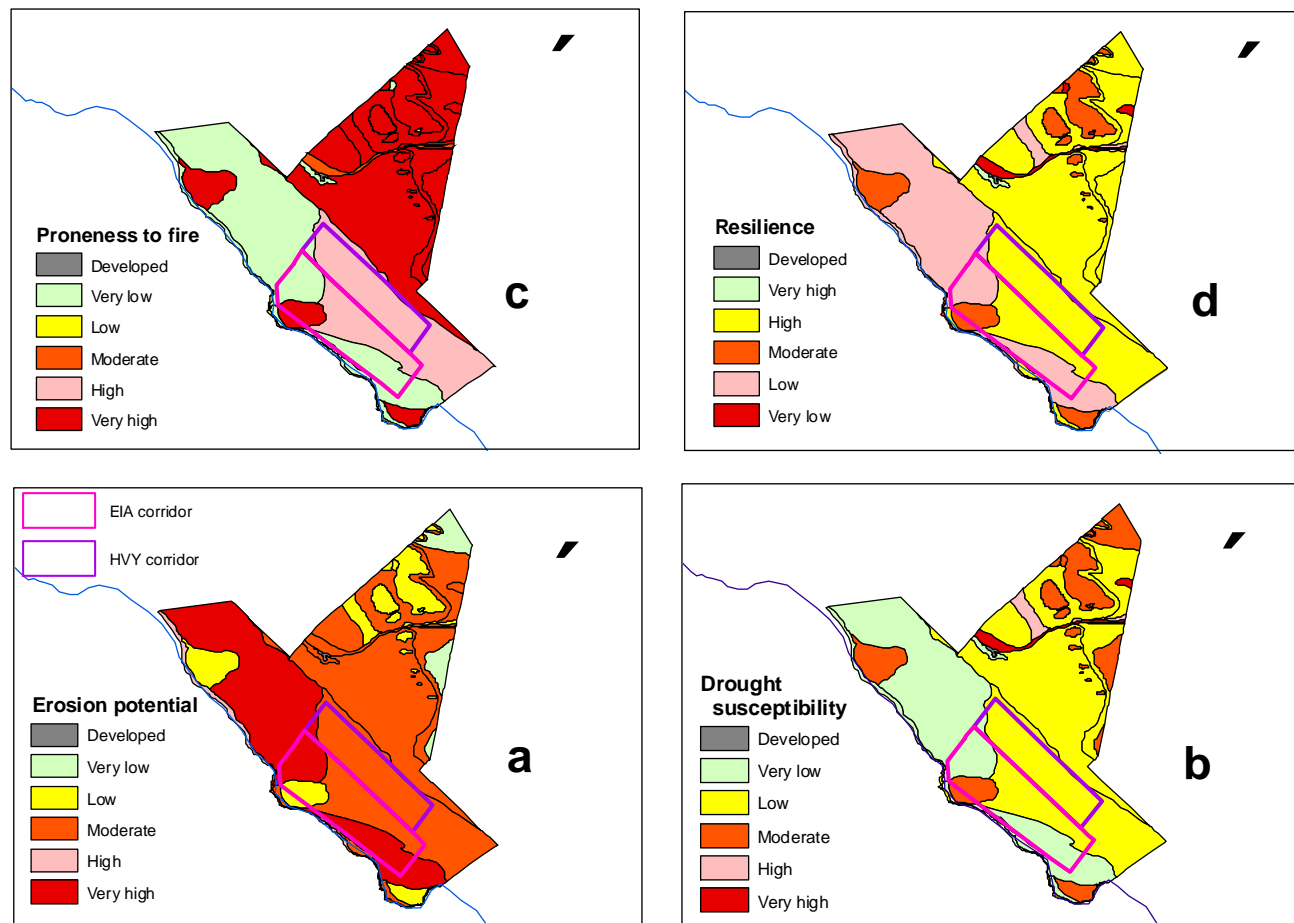 Proneness to fire
Developed
Very low
Low
Moderate
High
Very high
c
Resilience
Developed
Very high
High
Moderate
Low
Very low
d
EIA corridor
HVY corridor
Erosion potential
Developed
Very low
Low
Moderate
High
Very high
a
Drought
susceptibility
Developed
Very low
Low
Moderate
High
Very high
b